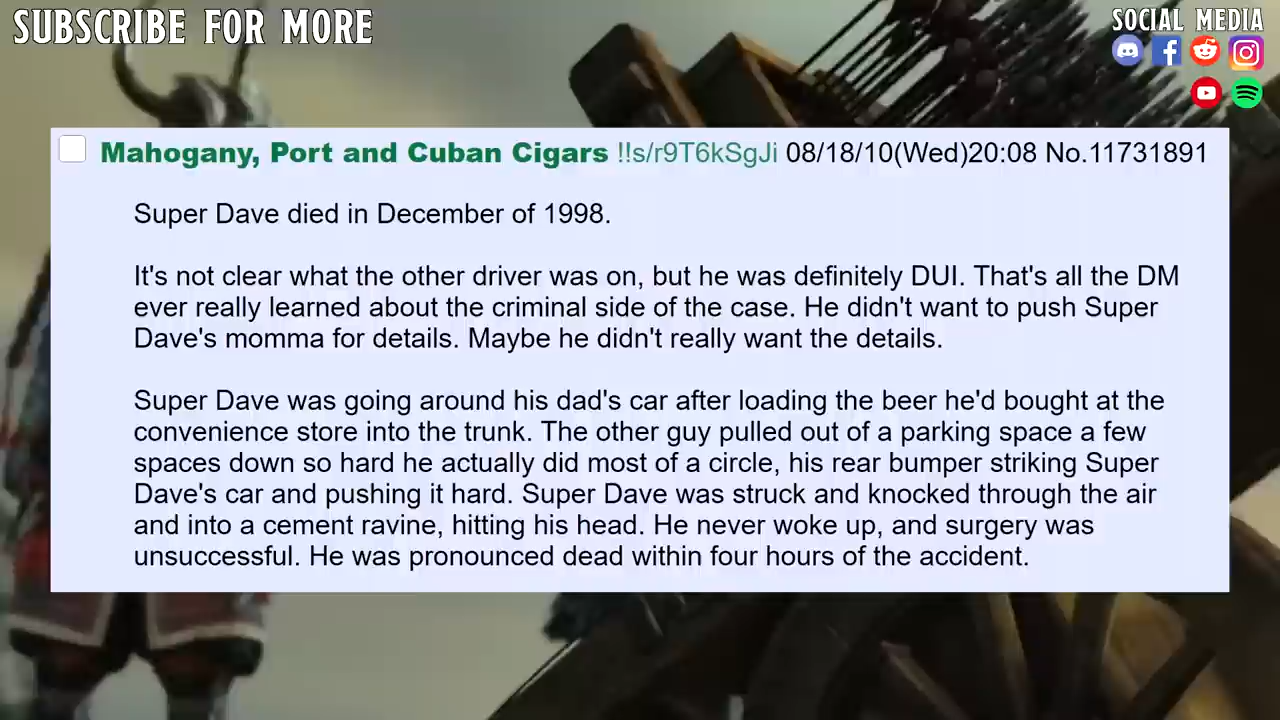 SUBSCRIBE FOR MORE
SOCIAL MEDIA
Mahogany, Port and Cuban Cigars !!s/r9T6kSgJi 08/18/10(Wed)20:08 No.11731891
Super Dave died in December of 1998.
It's not clear what the other driver was on, but he was definitely DUI. That's all the DM
ever really learned about the criminal side of the case. He didn't want to push Super
Dave's momma for details. Maybe he didn't really want the details.
Super Dave was going around his dad's car after loading the beer he'd bought at the
convenience store into the trunk. The other guy pulled out of a parking space a few
spaces down so hard he actually did most of a circle, his rear bumper striking Super
Dave's car and pushing it hard. Super Dave was struck and knocked through the air
and into a cement ravine, hitting his head. He never woke up, and surgery was
unsuccessful. He was pronounced dead within four hours of the accident.